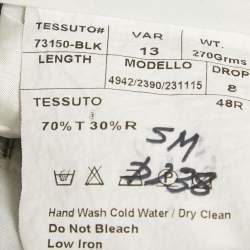 TESSUTO# VAR WT.
73150-BLK 13 270Grms
LENGTH MODELLO DROP
4942/2390/231115 8
TESSUTO 48R
70% T 30% R
SM
Hand Wash Cold Water / Dry Clean
Do Not Bleach
Low Iron